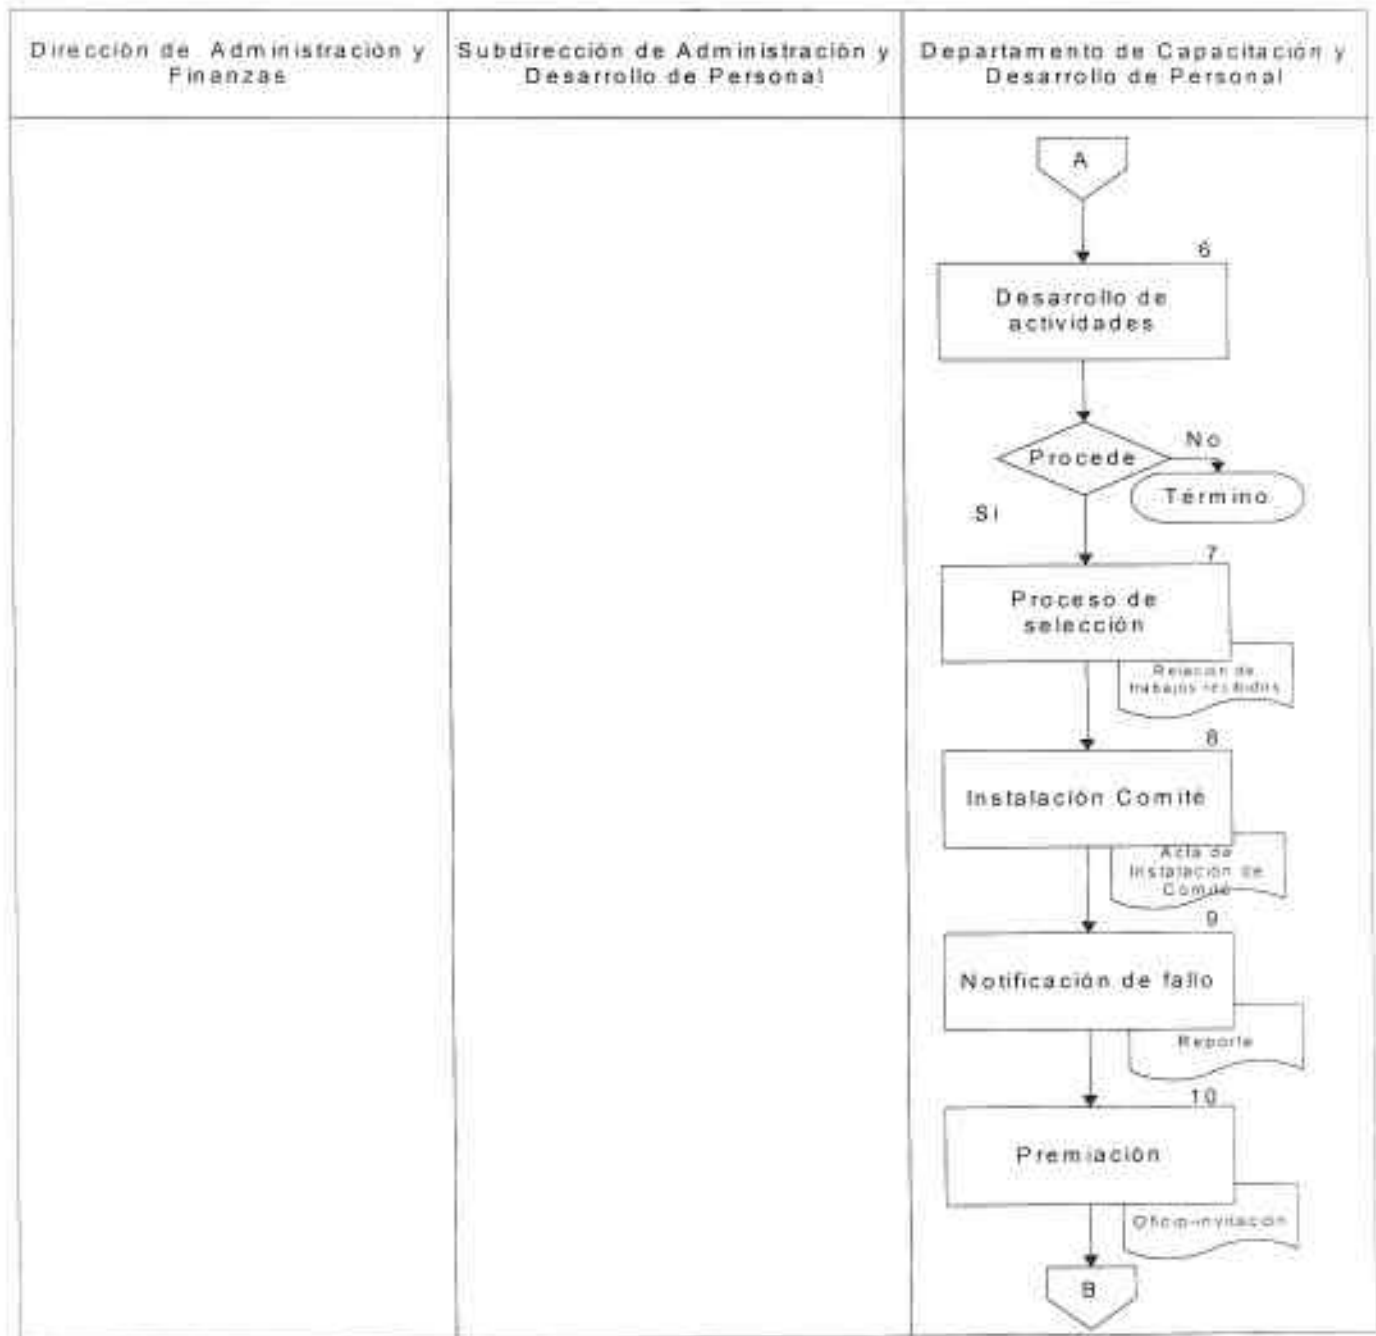 Dirección de Administración y
Finanzas
Subdirección de Administración y
Desarrollo de Personal
Departamento de Capacitación y
Desarrollo de Personal
A
6
Desarrollo de
actividades
Procede
No
Término
Si
7
Proceso de
selección
Relación de
trabajos recibidos
8
Instalación Comité
Acta de
Instalación de
Comité
9
Notificación de fallo
Reporte
10
Premiación
Oficio-invitación
B